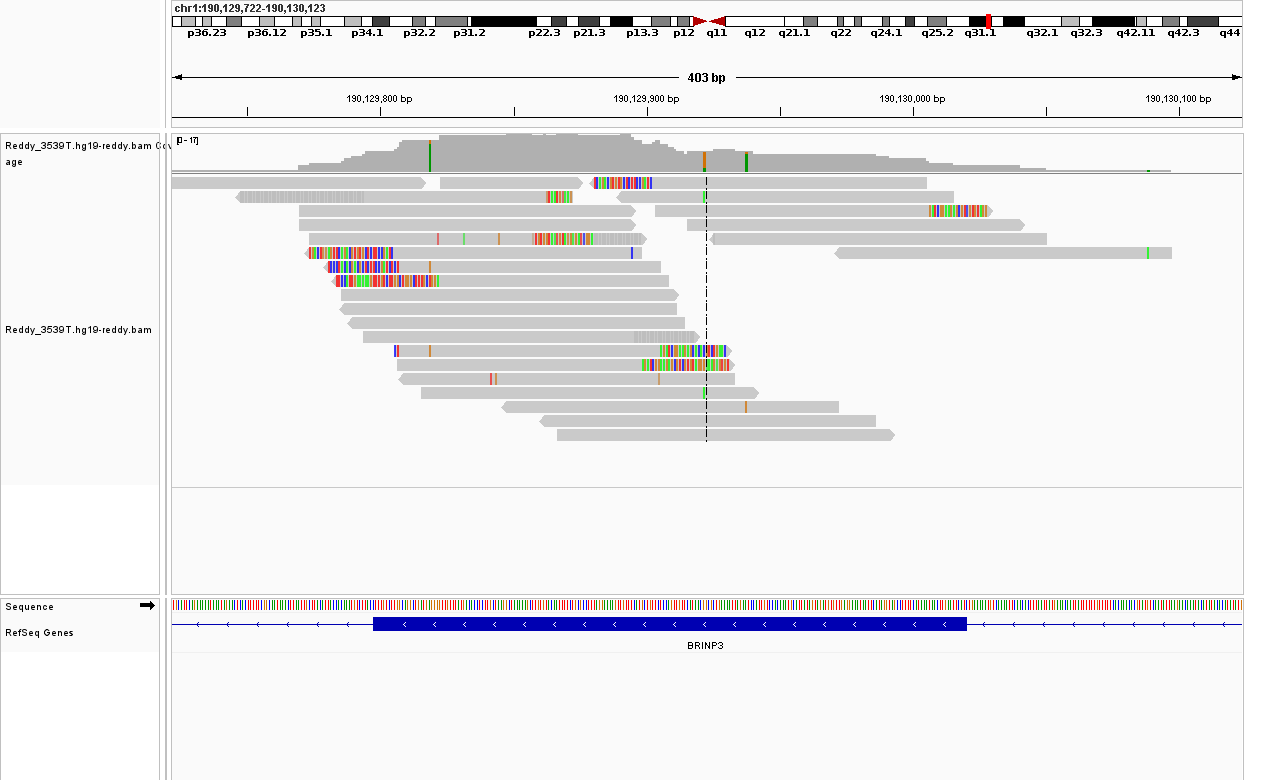 chr1:190,129,722-190,130,123
p36.23 p36.12 p35.1 p34.1 p32.2 p31.2 p22.3 p21.3 p13.3 p12 q11 q12 q21.1 q22 q24.1 q25.2 q31.1 q32.1 q32.3 q42.11 q42.3 q44
403 bp
190,129,800 bp 190,129,900 bp 190,130,000 bp 190,130,100 bp
[0 - 17]
Reddy_3539T.hg19-reddy.bam Cov
age
Reddy_3539T.hg19-reddy.bam
Sequence
RefSeq Genes
BRINP3